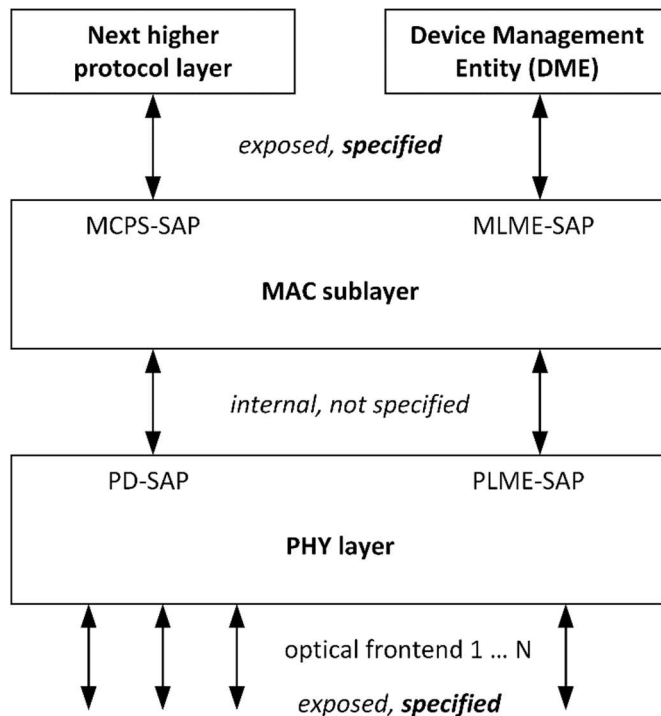 Next higher
protocol layer
Device Management
Entity (DME)
exposed, specified
MCPS-SAP
MLME-SAP
MAC sublayer
internal, not specified
PD-SAP
PLME-SAP
PHY layer
optical frontend 1 ... N
exposed, specified